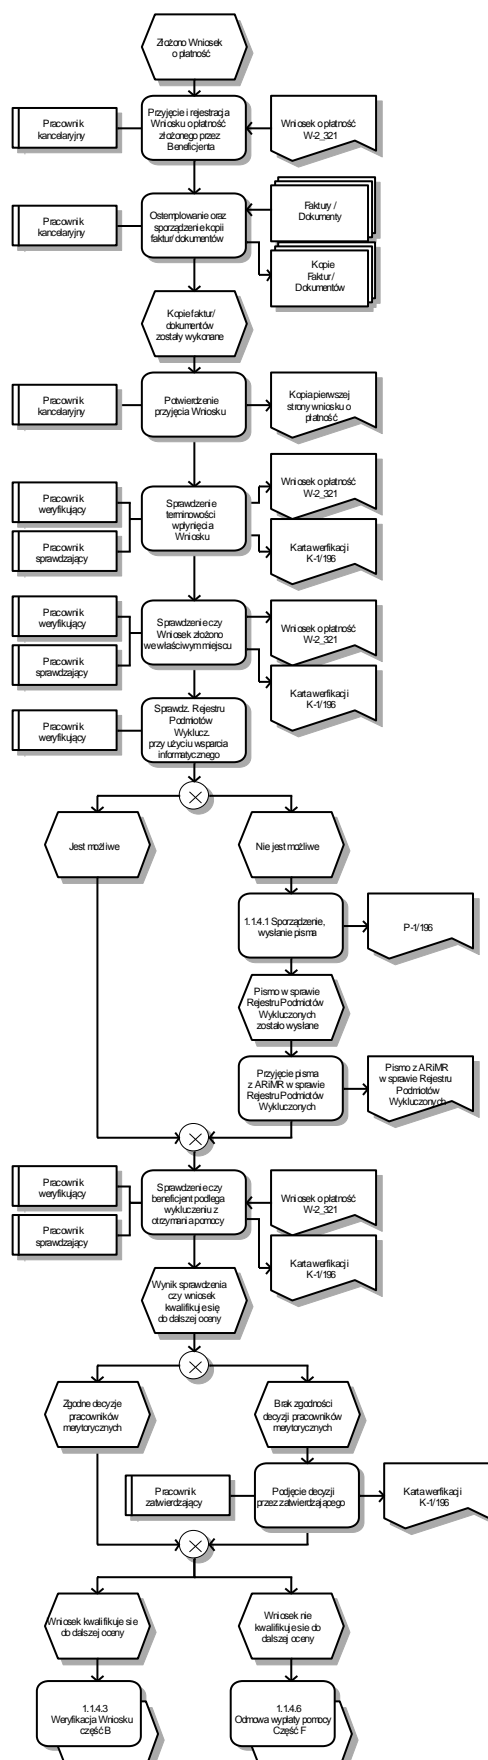 Złożono Wniosek
o płatność
Pracownik
kancelaryjny
Przyjęcie i rejestracja
Wniosku o płatność
złożonego przez
Beneficjenta
Wniosek o płatność
W-2_321
Pracownik
kancelaryjny
Ostemplowanie oraz
sporządzenie kopii
faktur/ dokumentów
Faktury /
Dokumenty
Kopie
Faktur /
Dokumentów
Kopie faktur/
dokumentów
zostały wykonane
Pracownik
kancelaryjny
Potwierdzenie
przyjęcia Wniosku
Kopia pierwszej
strony wniosku o
płatność
Pracownik
weryfikujący
Pracownik
sprawdzający
Sprawdzenie
terminowości
wpłynięcia
Wniosku
Wniosek o płatność
W-2_321
Karta werfikacji
K-1/196
Pracownik
weryfikujący
Pracownik
sprawdzający
Sprawdzenie czy
Wniosek złożono
we właściwym miejscu
Wniosek o płatność
W-2_321
Karta werfikacji
K-1/196
Pracownik
weryfikujący
Sprawdz. Rejestru
Podmiotów
Wyklucz.
przy użyciu wsparcia
informatycznego
Jest możliwe
Nie jest możliwe
1.1.4.1 Sporządzenie,
wysłanie pisma
P-1/196
Pismo w sprawie
Rejestru Podmiotów
Wykluczonych
zostało wysłane
Przyjęcie pisma
z ARiMR w sprawie
Rejestru Podmiotów
Wykluczonych
Pismo z ARiMR
w sprawie Rejestru
Podmiotów
Wykluczonych
Pracownik
weryfikujący
Pracownik
sprawdzający
Sprawdzenie czy
beneficjent podlega
wykluczeniu z
otrzymania pomocy
Wniosek o płatność
W-2_321
Karta werfikacji
K-1/196
Wynik sprawdzenia
czy wniosek
kwalifikuje się
do dalszej oceny
Zgodne decyzje
pracowników
merytorycznych
Brak zgodności
decyzji pracowników
merytorycznych
Pracownik
zatwierdzający
Podjęcie decyzji
przez zatwierdzającego
Karta werfikacji
K-1/196
Wniosek kwalifikuje sie
do dalszej oceny
Wniosek nie
kwalifikuje sie do
dalszej oceny
1.1.4.3
Weryfikacja Wniosku
część B
1.1.4.6
Odmowa wypłaty pomocy
Część F